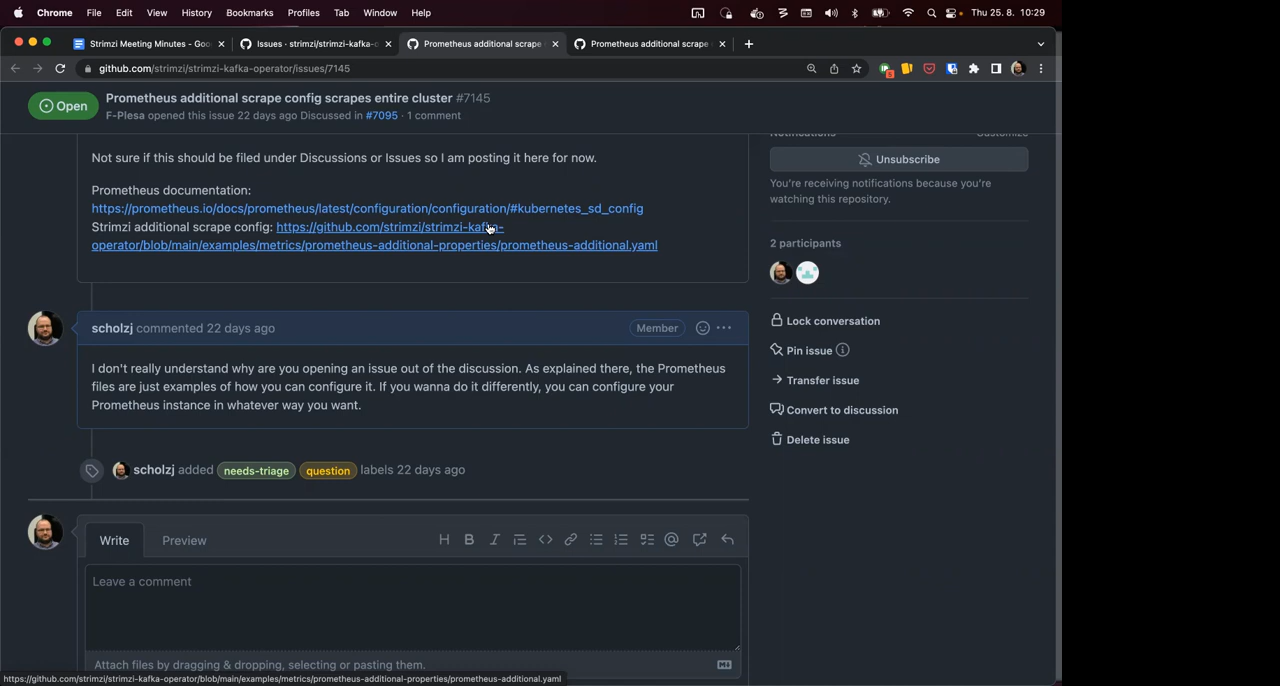 Chrome File Edit View History Bookmarks Profiles Tab Window Help Thu 25. 8. 10:29
Strimzi Meeting Minutes - Goo Issues · strimzi/strimzi-kafka-o Prometheus additional scrape Prometheus additional scrape
github.com/strimzi/strimzi-kafka-operator/issues/7145
Open
Prometheus additional scrape config scrapes entire cluster #7145
F-Plesa opened this issue 22 days ago Discussed in #7095 · 1 comment
Notifications Customize
Not sure if this should be filed under Discussions or Issues so I am posting it here for now.
Prometheus documentation:
https://prometheus.io/docs/prometheus/latest/configuration/configuration/#kubernetes_sd_config
Strimzi additional scrape config: https://github.com/strimzi/strimzi-kafka-
operator/blob/main/examples/metrics/prometheus-additional-properties/prometheus-additional.yaml
Unsubscribe
You're receiving notifications because you're
watching this repository.
2 participants
Lock conversation
Pin issue
Transfer issue
Convert to discussion
Delete issue
scholzj commented 22 days ago Member
I don't really understand why are you opening an issue out of the discussion. As explained there, the Prometheus
files are just examples of how you can configure it. If you wanna do it differently, you can configure your
Prometheus instance in whatever way you want.
scholzj added needs-triage question labels 22 days ago
Write Preview
Leave a comment
Attach files by dragging & dropping, selecting or pasting them.
https://github.com/strimzi/strimzi-kafka-operator/blob/main/examples/metrics/prometheus-additional-properties/prometheus-additional.yaml